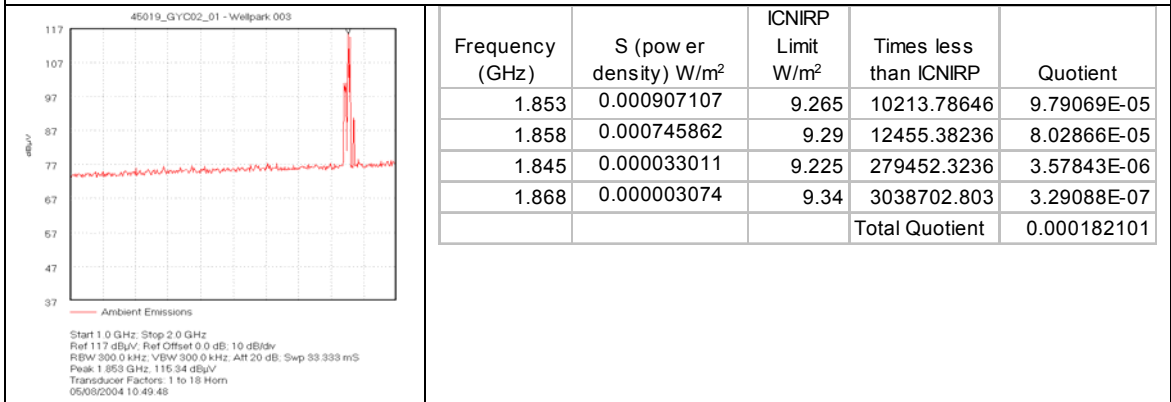 45019_GYC02_01 - Wellpark 003
117
107
97
87
77
67
57
47
37
dBµV
Ambient Emissions
Start 1.0 GHz; Stop 2.0 GHz
Ref 117 dBµV; Ref Offset 0.0 dB; 10 dB/div
RBW 300.0 kHz; VBW 300.0 kHz; Att 20 dB; Swp 33.333 mS
Peak 1.853 GHz, 115.34 dBµV
Transducer Factors: 1 to 18 Horn
05/08/2004 10:49:48
Frequency (GHz) S (power density) W/m² ICNIRP Limit W/m² Times less than ICNIRP Quotient
1.853 0.000907107 9.265 10213.78646 9.79069E-05
1.858 0.000745862 9.29 12455.38236 8.02866E-05
1.845 0.000033011 9.225 279452.3236 3.57843E-06
1.868 0.000003074 9.34 3038702.803 3.29088E-07
Total Quotient 0.000182101